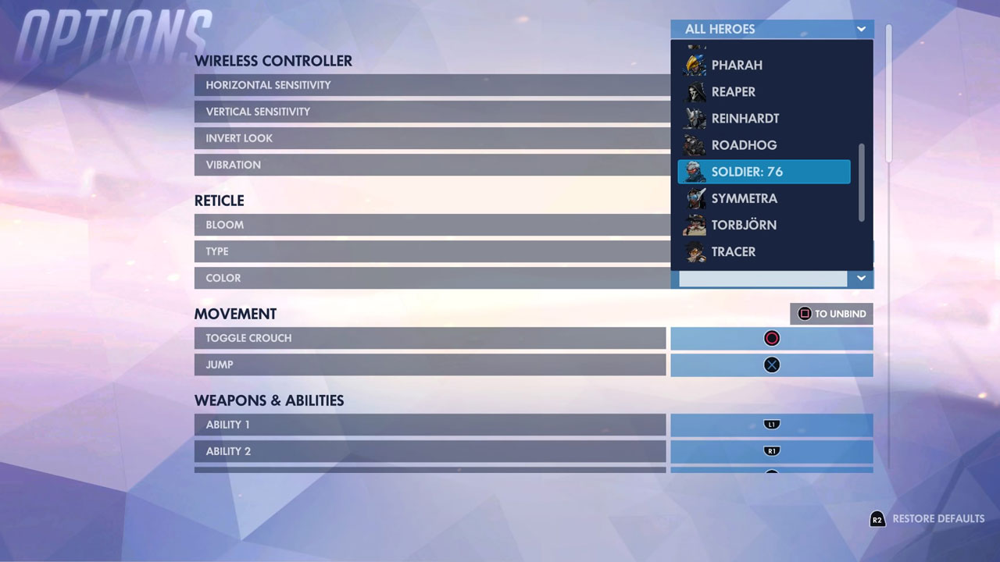 OPTIONS
ALL HEROES
WIRELESS CONTROLLER
HORIZONTAL SENSITIVITY
VERTICAL SENSITIVITY
INVERT LOOK
VIBRATION
PHARAH
REAPER
REINHARDT
ROADHOG
SOLDIER: 76
SYMMETRA
TORBJÖRN
TRACER
RETICLE
BLOOM
TYPE
COLOR
MOVEMENT
TO UNBIND
TOGGLE CROUCH
JUMP
WEAPONS & ABILITIES
ABILITY 1 L1
ABILITY 2 R1
R2 RESTORE DEFAULTS